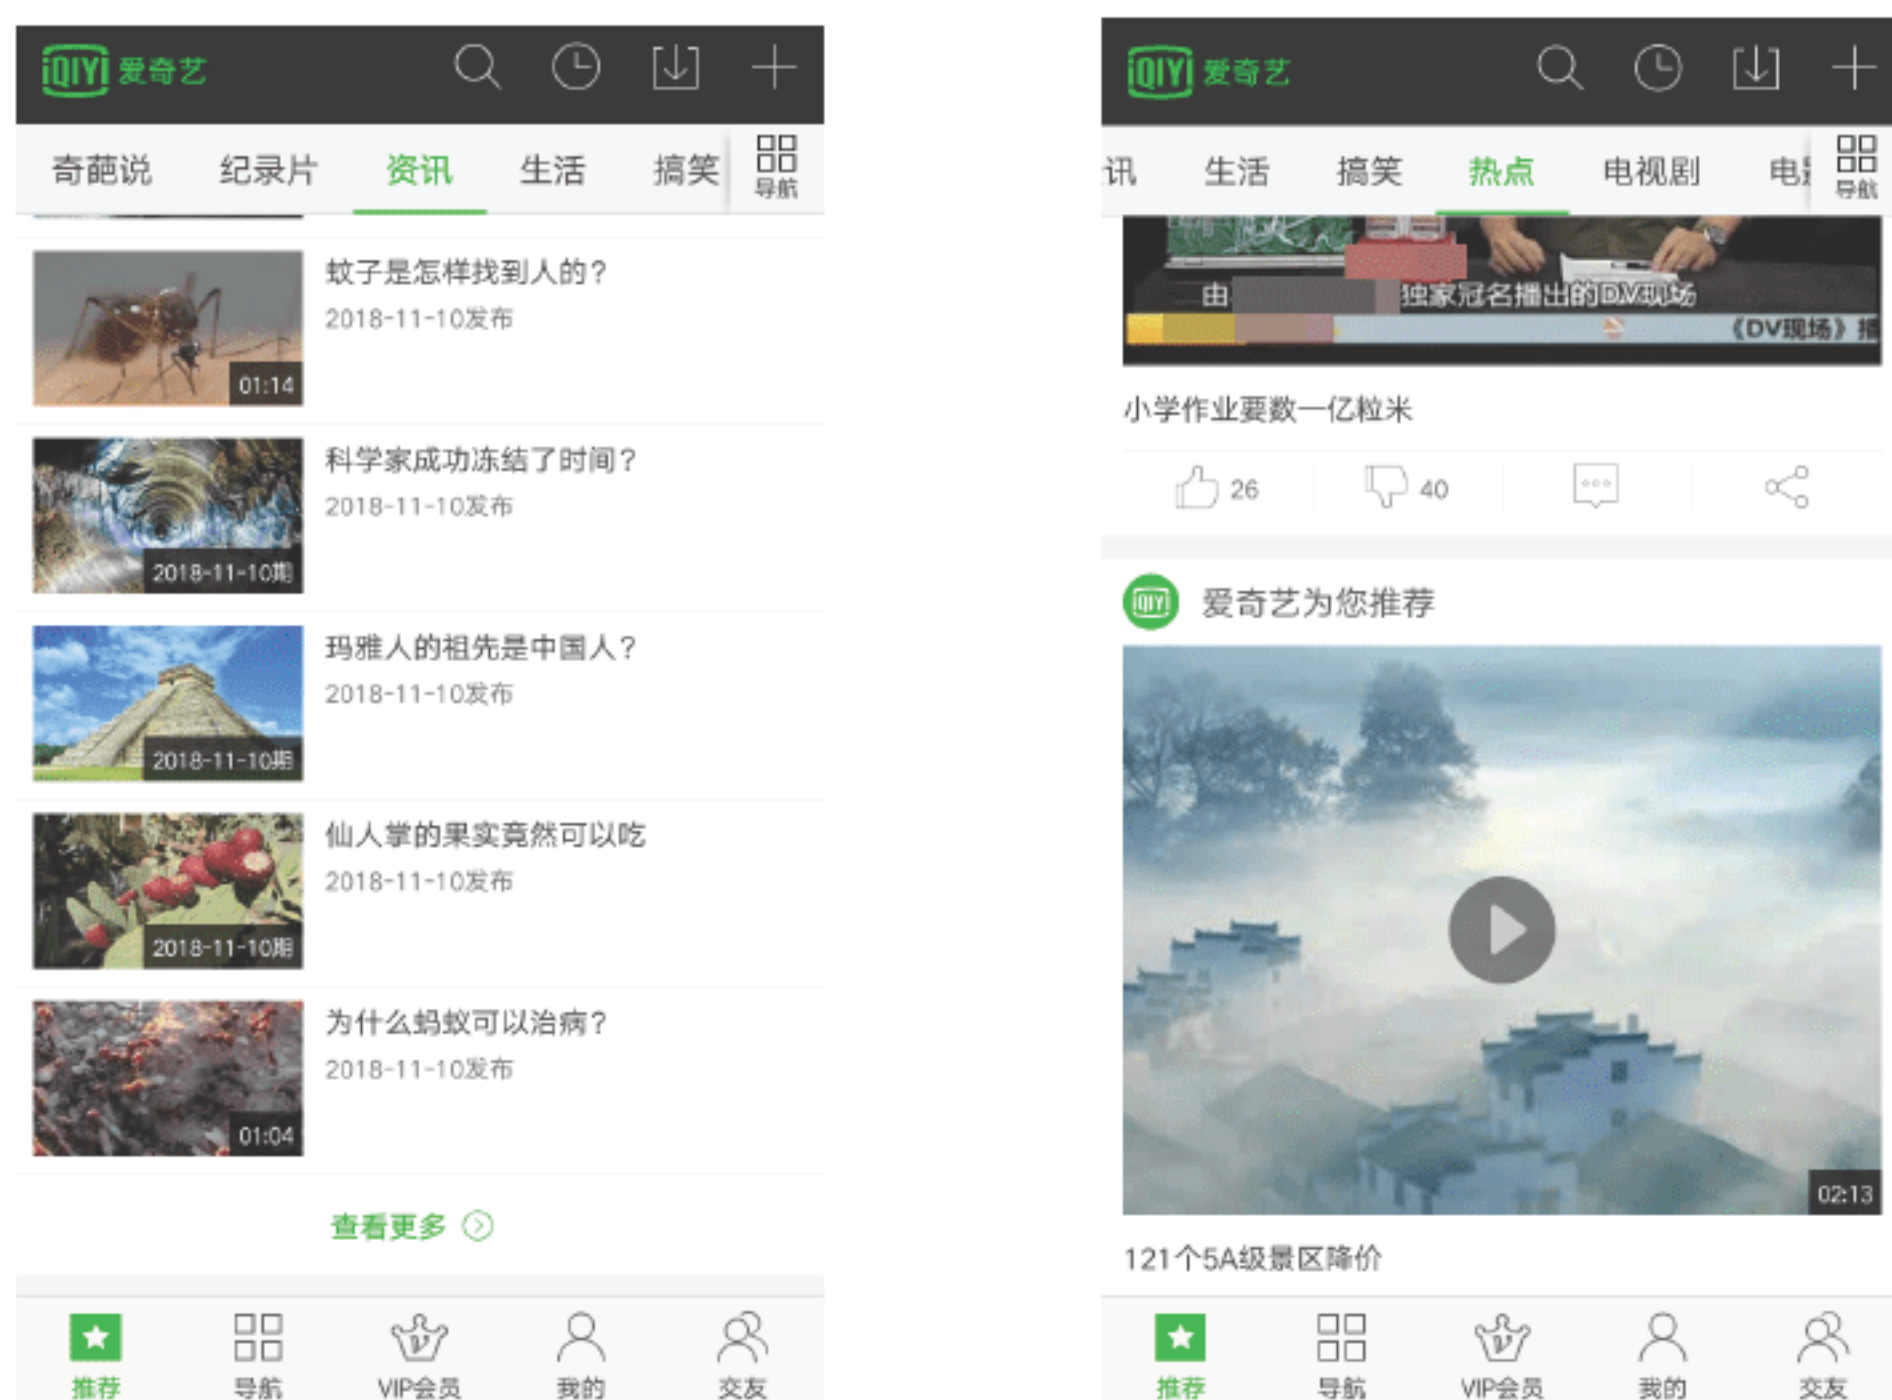 iQIYI 爱奇艺
奇葩说 纪录片 资讯 生活 搞笑 导航
蚊子是怎样找到人的？
2018-11-10发布
01:14
科学家成功冻结了时间？
2018-11-10发布
2018-11-10期
玛雅人的祖先是中国人？
2018-11-10发布
2018-11-10期
仙人掌的果实竟然可以吃
2018-11-10发布
2018-11-10期
为什么蚂蚁可以治病？
2018-11-10发布
01:04
查看更多
推荐 导航 VIP会员 我的 交友
iQIYI 爱奇艺
讯 生活 搞笑 热点 电视剧 电 导航
由 独家冠名播出的DV现场
《DV现场》播
小学作业要数一亿粒米
26 40
iQIYI 爱奇艺为您推荐
02:13
121个5A级景区降价
推荐 导航 VIP会员 我的 交友